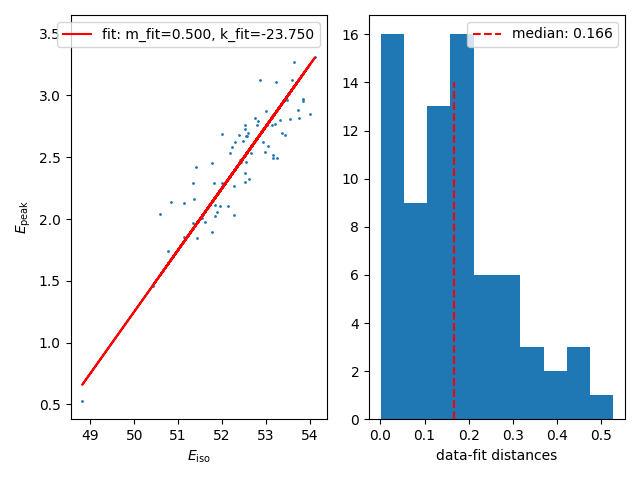 fit: m_fit=0.500, k_fit=-23.750
3.5
3.0
2.5
2.0
1.5
1.0
0.5
E_peak
49 50 51 52 53 54
E_iso
median: 0.166
16
14
12
10
8
6
4
2
0
0.0 0.1 0.2 0.3 0.4 0.5
data-fit distances